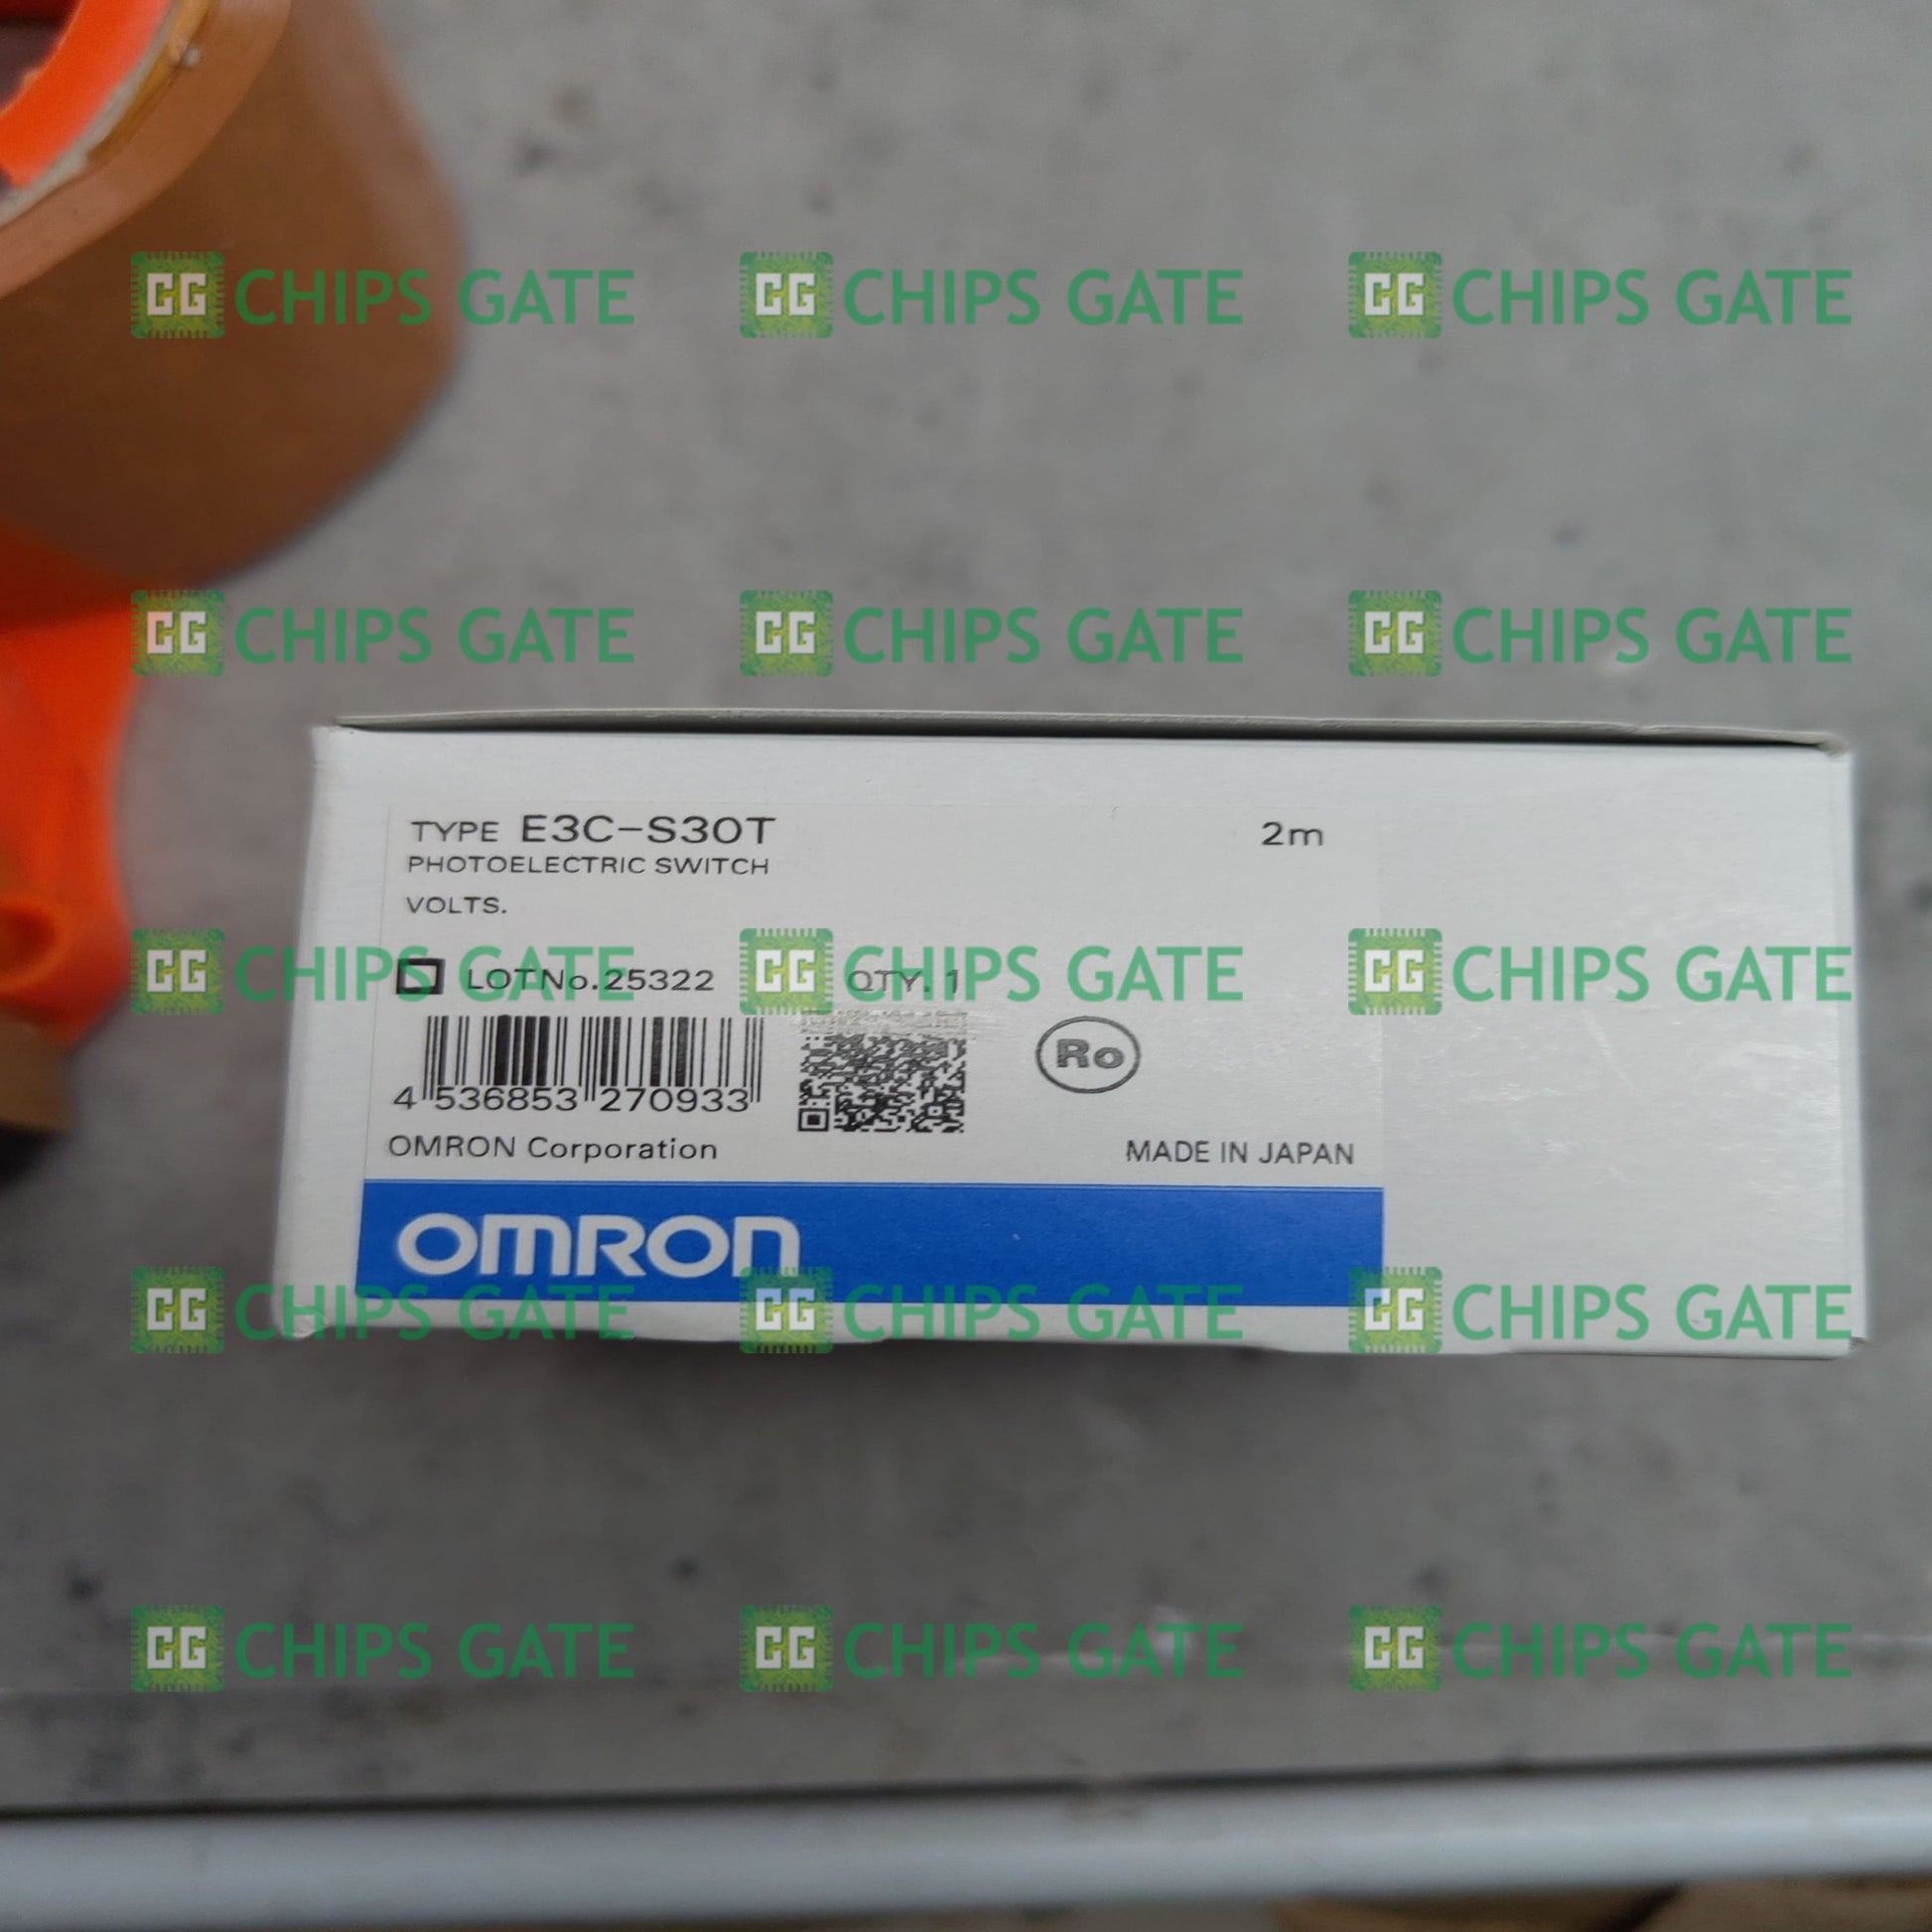 CG CHIPS GATE CG CHIPS GATE CG CHIPS GATE
CG CHIPS GATE CG CHIPS GATE CG CHIPS GATE
TYPE E3C-S30T 2m
PHOTOELECTRIC SWITCH
VOLTS.
CG CHIPS GATE CG CHIPS GATE CG CHIPS GATE
LOT No.25322 QTY. 1
4 536853 270933
Ro
OMRON Corporation MADE IN JAPAN
OMRON
CG CHIPS GATE CG CHIPS GATE CG CHIPS GATE
CG CHIPS GATE CG CHIPS GATE CG CHIPS GATE